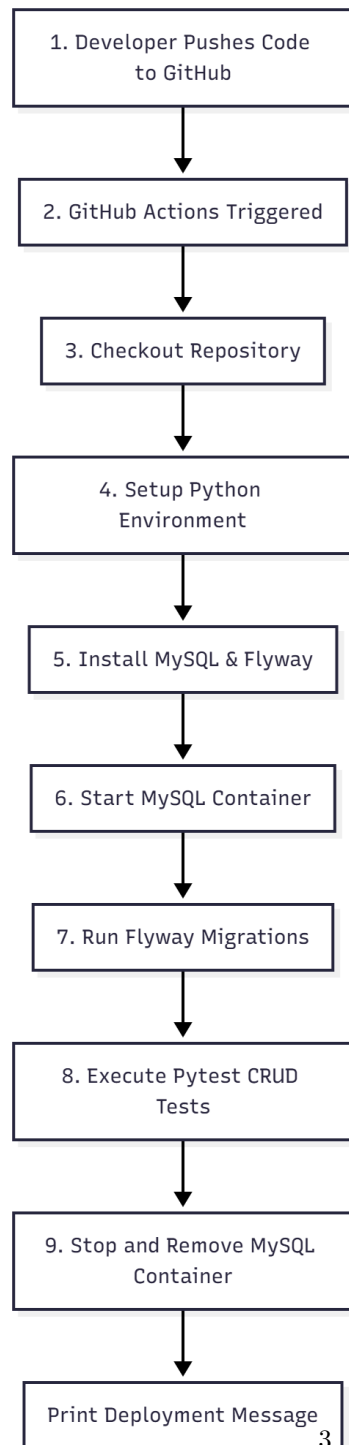 1. Developer Pushes Code
to GitHub
2. GitHub Actions Triggered
3. Checkout Repository
4. Setup Python
Environment
5. Install MySQL & Flyway
6. Start MySQL Container
7. Run Flyway Migrations
8. Execute Pytest CRUD
Tests
9. Stop and Remove MySQL
Container
Print Deployment Message
3